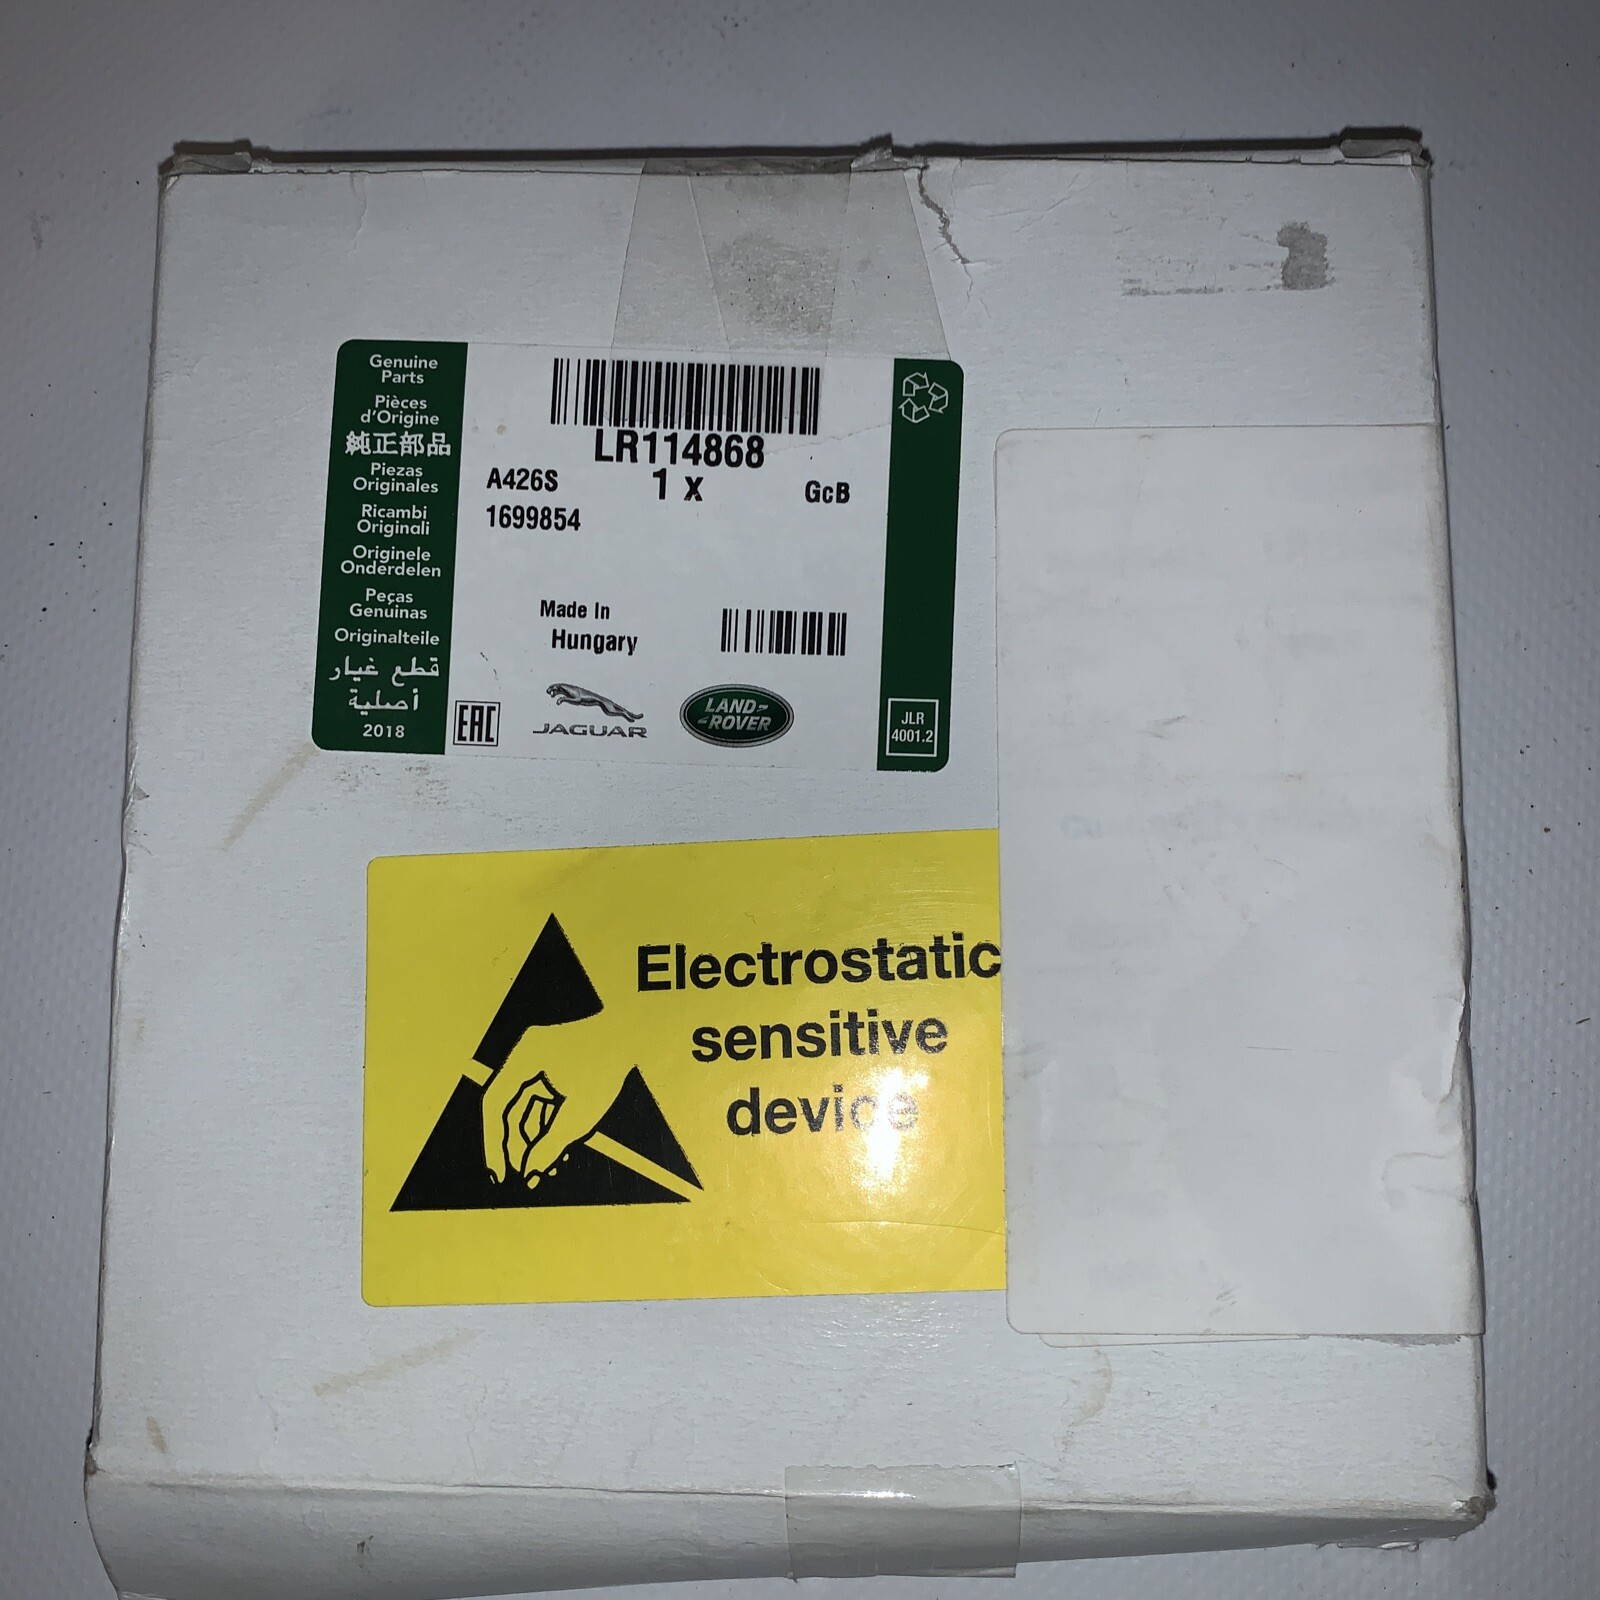 Genuine
Parts
Pièces
d'Origine
純正部品
Piezas
Originales
Ricambi
Originali
Originele
Onderdelen
Peças
Genuinas
Originalteile
قطع غيار
أصلية
2018
LR114868
A426S 1 x GcB
1699854
Made In
Hungary
EAC
JAGUAR
LAND-
-ROVER
JLR
4001.2
Electrostatic
sensitive
device